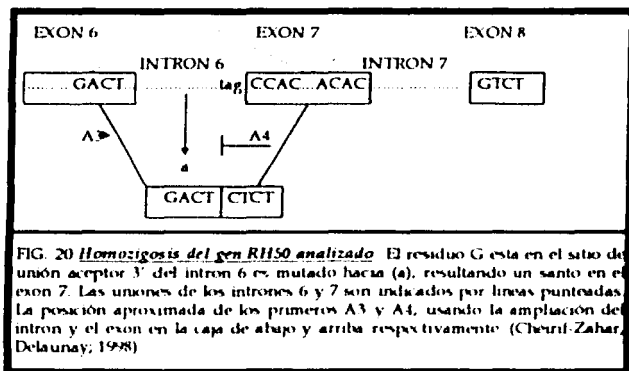 EXON 6 EXON 7 EXON 8
INTRON 6 INTRON 7
GACT tag CCAC...ACAC GTCT
A3 A4
a
GACT CTCT
FIG. 20 Homozigosis del gen RH50 analizado El residuo G esta en el sitio de
unión aceptor 3' del intron 6 es mutado hacia (a), resultando un santo en el
exon 7. Las uniones de los intrones 6 y 7 son indicados por lineas punteadas.
La posición aproximada de los primeros A3 y A4, usando la ampliación del
intron y el exon en la caja de abajo y arriba respectivamente (Cherif-Zahar,
Delaunay; 1998)